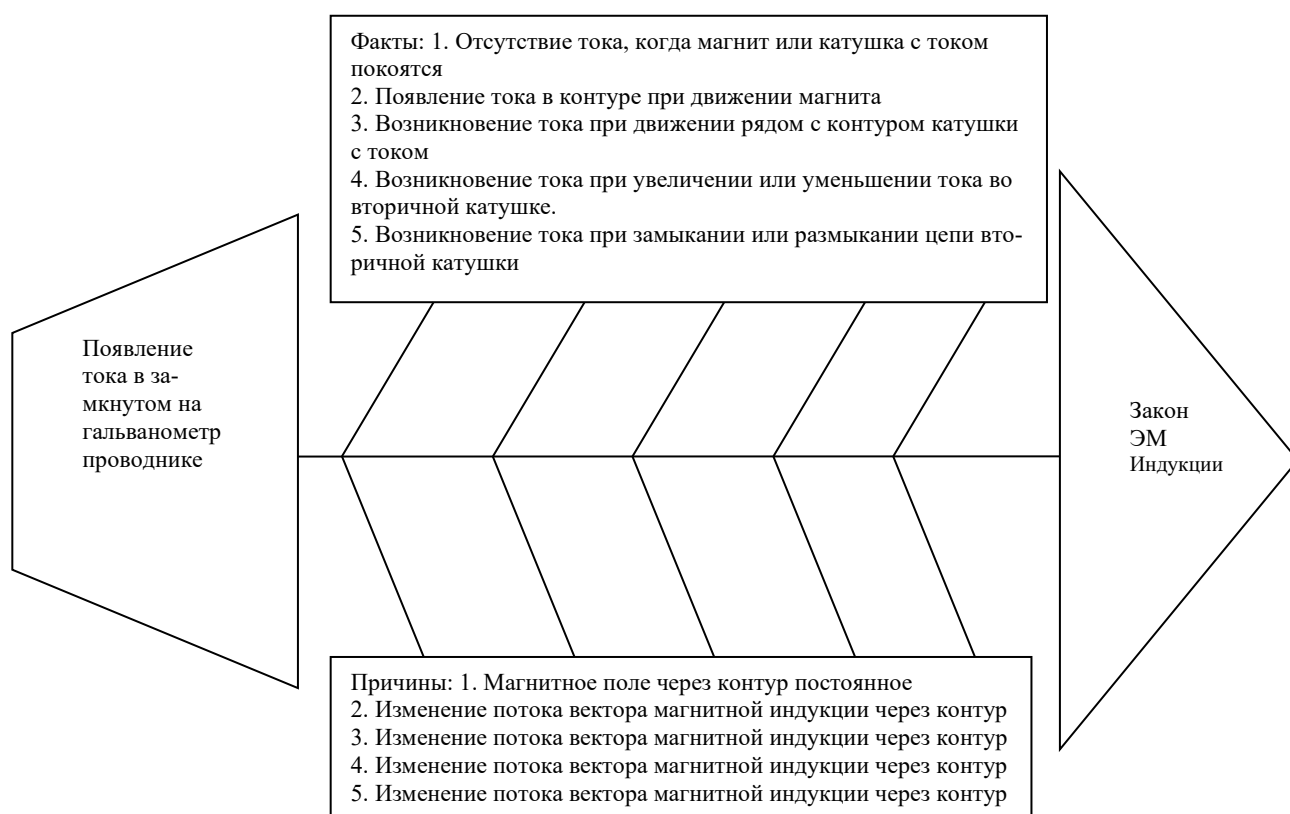 Факты: 1. Отсутствие тока, когда магнит или катушка с током
покоятся
2. Появление тока в контуре при движении магнита
3. Возникновение тока при движении рядом с контуром катушки
с током
4. Возникновение тока при увеличении или уменьшении тока во
вторичной катушке.
5. Возникновение тока при замыкании или размыкании цепи вто-
ричной катушки
Появление
тока в за-
мкнутом на
гальванометр
проводнике
Закон
ЭМ
Индукции
Причины: 1. Магнитное поле через контур постоянное
2. Изменение потока вектора магнитной индукции через контур
3. Изменение потока вектора магнитной индукции через контур
4. Изменение потока вектора магнитной индукции через контур
5. Изменение потока вектора магнитной индукции через контур